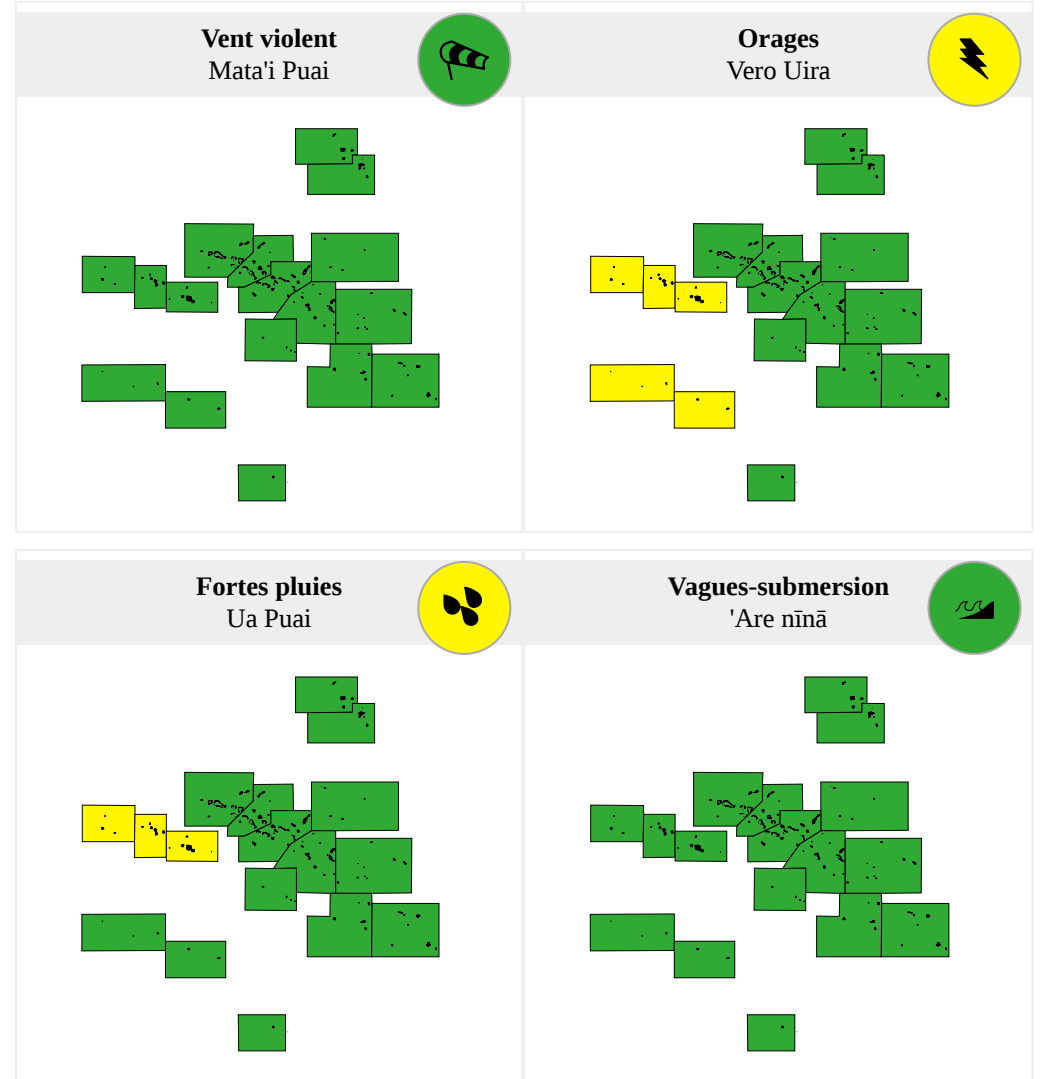 Vent violent
Mata'i Puai
Orages
Vero Uira
Fortes pluies
Ua Puai
Vagues-submersion
'Are nīnā